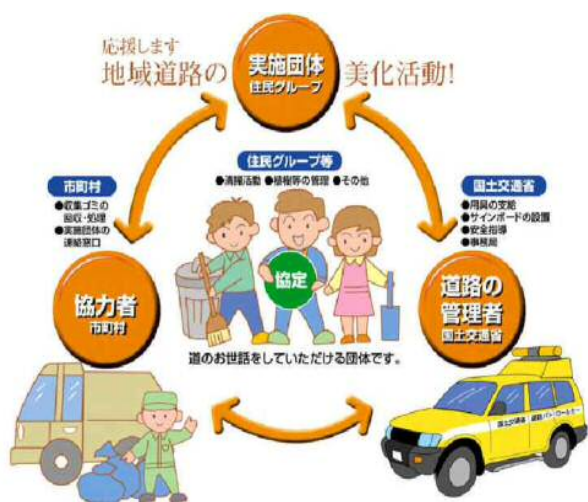 応援します
地域道路の
美化活動!
実施団体
住民グループ
住民グループ等
●清掃活動 ●植樹等の管理 ●その他
市町村
●収集ゴミの
回収・処理
●実施団体の
連絡窓口
国土交通省
●用具の支給
●サインボードの設置
●安全指導
●事務局
協定
協力者
市町村
道路の
管理者
国土交通省
道のお世話をしていただける団体です。
国土交通省